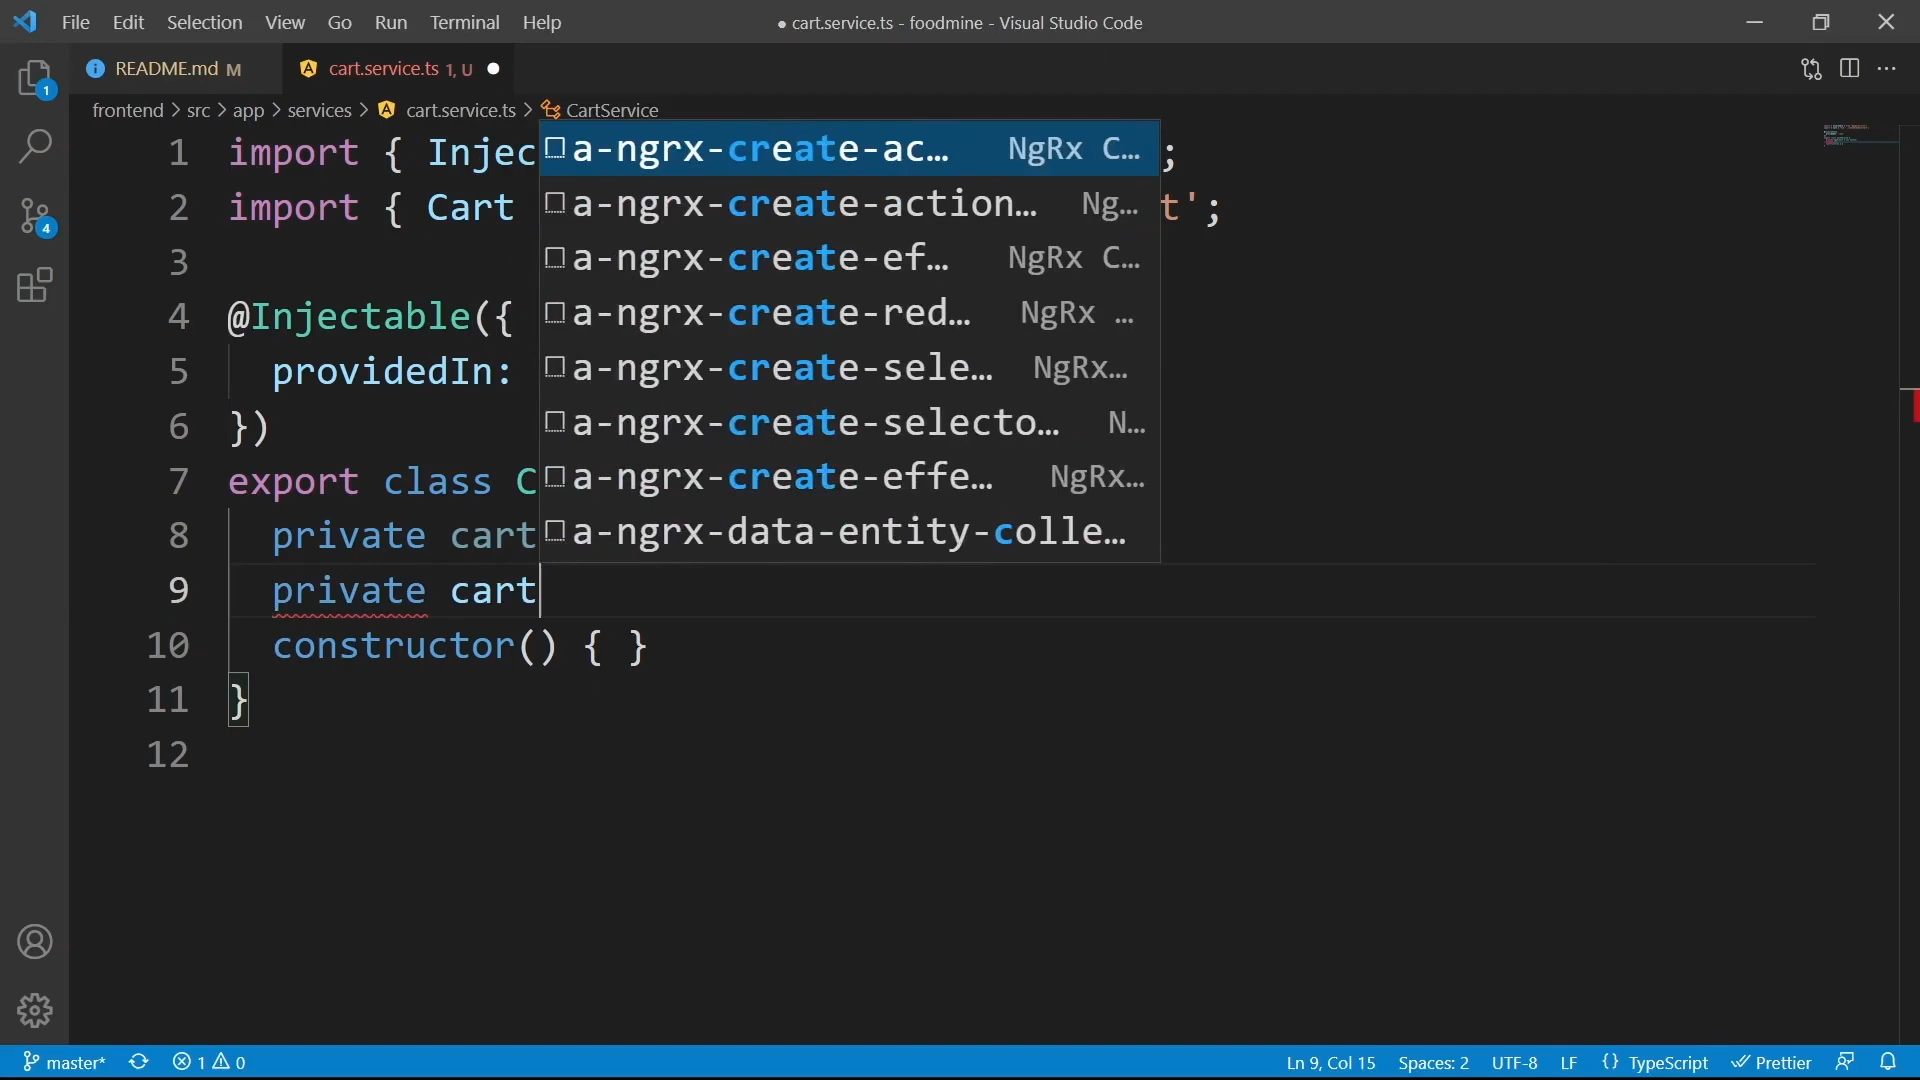 File Edit Selection View Go Run Terminal Help ● cart.service.ts - foodmine - Visual Studio Code
README.md M cart.service.ts 1, U
frontend > src > app > services > cart.service.ts > CartService
1 import { Injec ;
2 import { Cart t';
3
4 @Injectable({
5 providedIn:
6 })
7 export class C
8 private cart
9 private cart
10 constructor() { }
11 }
12
a-ngrx-create-ac… NgRx C…
a-ngrx-create-action… Ng…
a-ngrx-create-ef… NgRx C…
a-ngrx-create-red… NgRx …
a-ngrx-create-sele… NgRx…
a-ngrx-create-selecto… N…
a-ngrx-create-effe… NgRx…
a-ngrx-data-entity-colle…
1
4
master* 1 0 Ln 9, Col 15 Spaces: 2 UTF-8 LF {} TypeScript Prettier